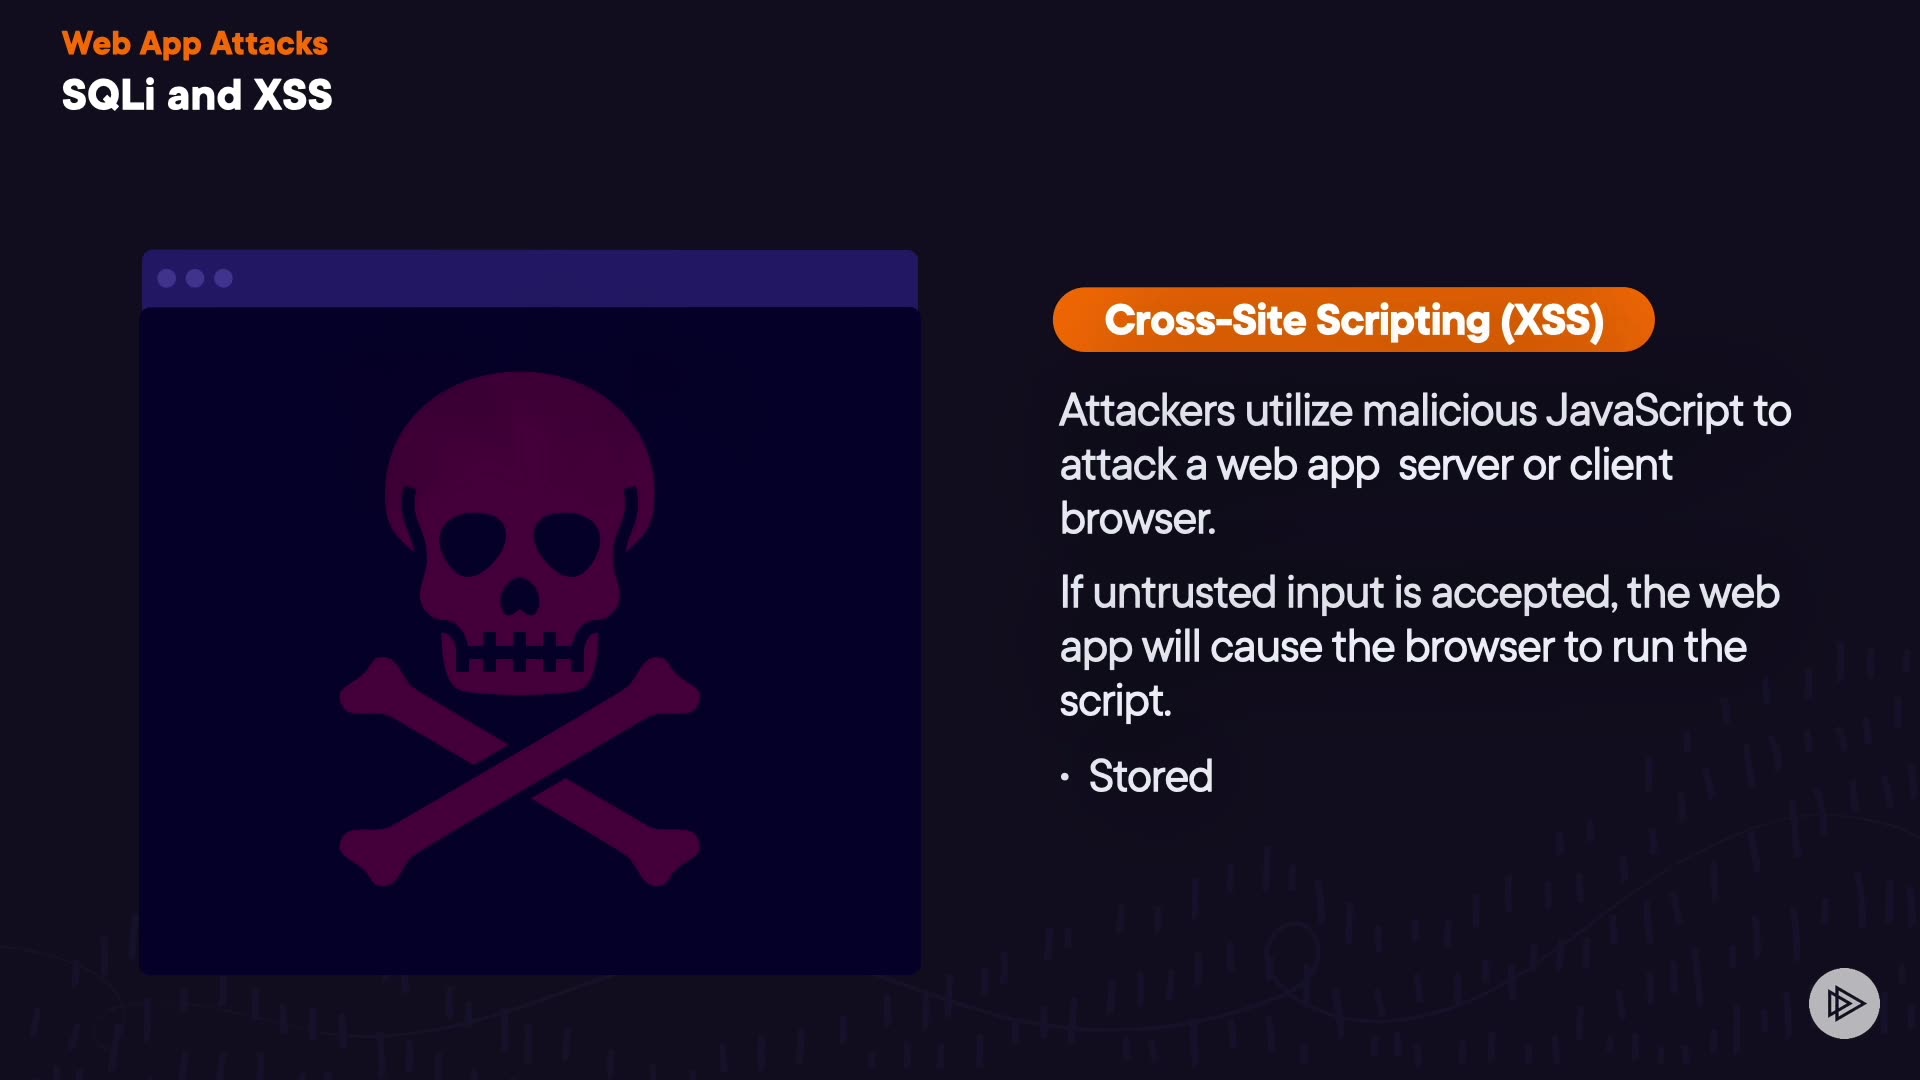 Web App Attacks
SQLi and XSS
Cross-Site Scripting (XSS)
Attackers utilize malicious JavaScript to
attack a web app  server or client
browser.
If untrusted input is accepted, the web
app will cause the browser to run the
script.
• Stored